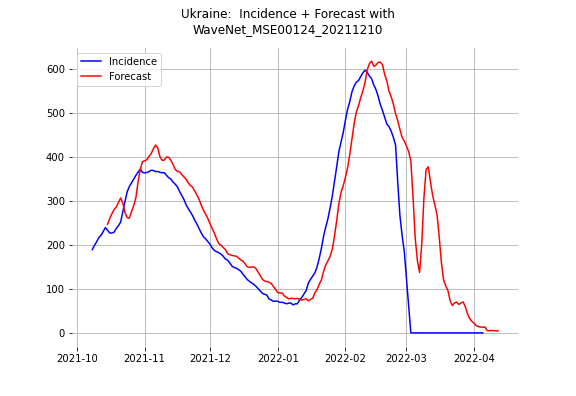 Ukraine:  Incidence + Forecast with
WaveNet_MSE00124_20211210
Incidence
Forecast
600
500
400
300
200
100
0
2021-10 2021-11 2021-12 2022-01 2022-02 2022-03 2022-04